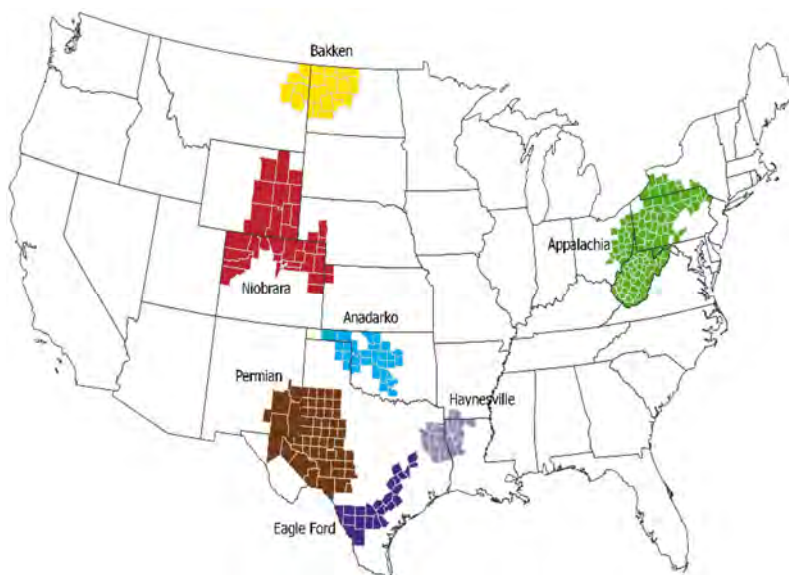 Bakken
Appalachia
Niobrara
Anadarko
Permian
Haynesville
Eagle Ford